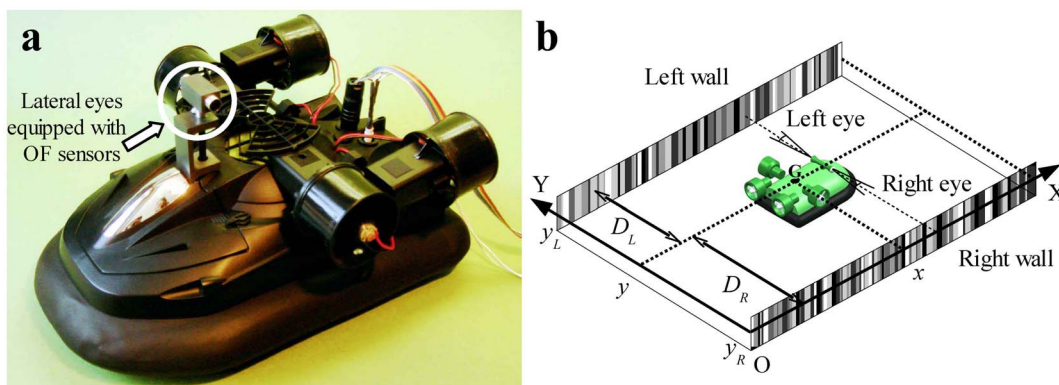 a
Lateral eyes
equipped with
OF sensors
b
Left wall
Left eye
G
Right eye
X
Y
y_L
D_L
Right wall
x
y
D_R
y_R
O